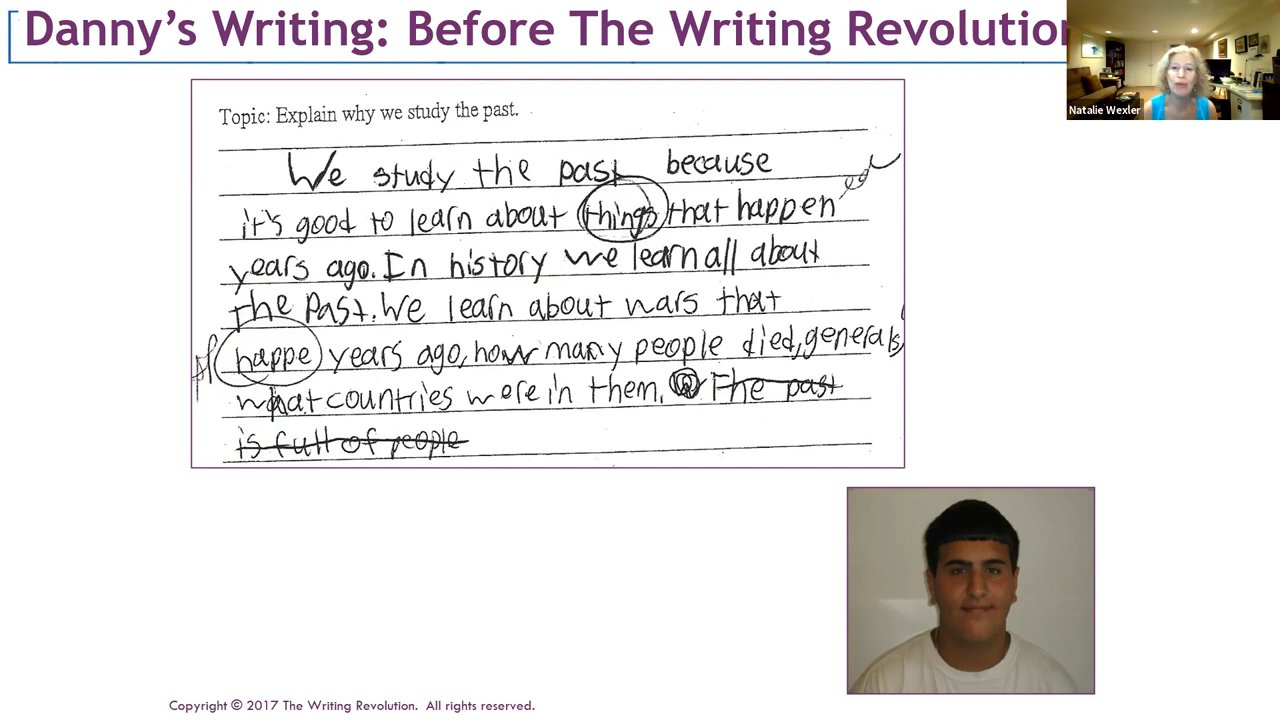 Danny's Writing: Before The Writing Revolution
Natalie Wexler
Topic: Explain why we study the past.
We study the past because
it's good to learn about things that happen ed
years ago. In history we learn all about
the Past. We learn about wars that
happe years ago, how many people died, generals,
what countries were in them. The past
is full of people
Copyright © 2017 The Writing Revolution. All rights reserved.